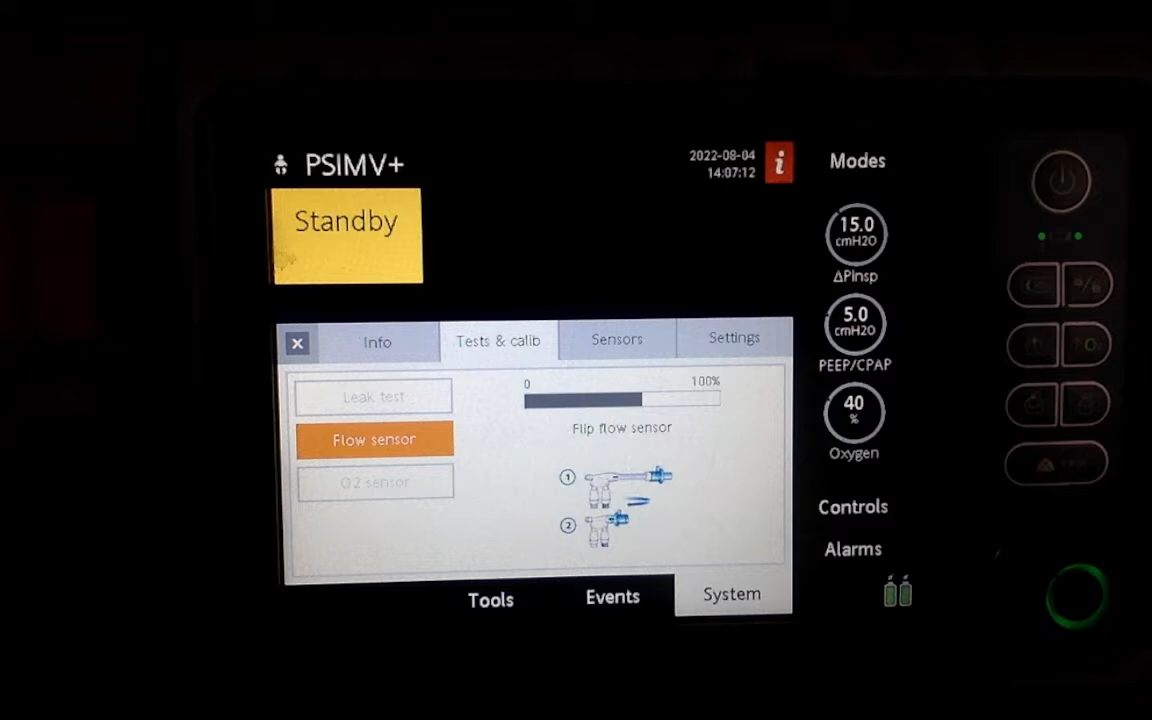 PSIMV+
2022-08-04
14:07:12
i
Modes
Standby
15.0
cmH2O
ΔPinsp
5.0
cmH2O
PEEP/CPAP
40
%
Oxygen
Controls
Alarms
X
Info
Tests & calib
Sensors
Settings
Leak test
Flow sensor
O2 sensor
0
100%
Flip flow sensor
1
2
Tools
Events
System